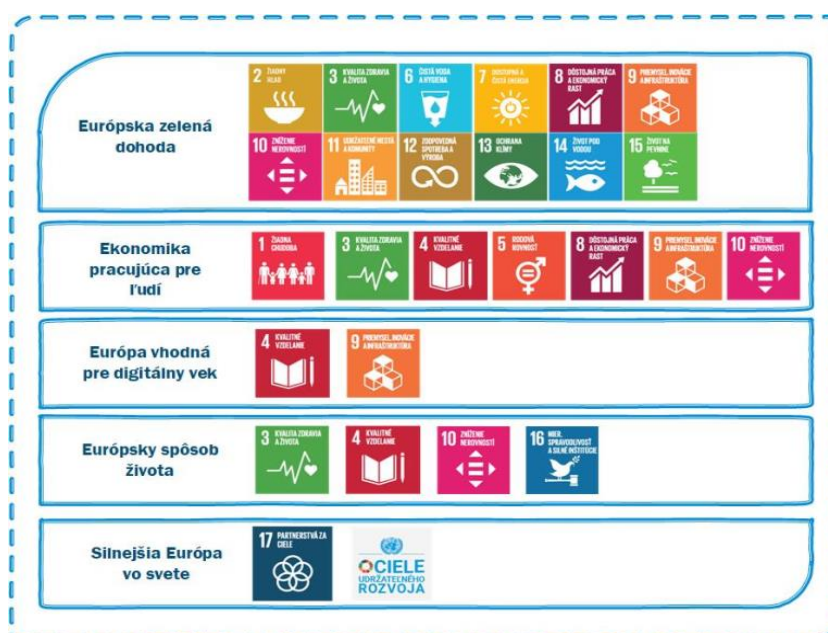 Európska zelená
dohoda
2 ŽIADNY
HLAD
3 KVALITA ZDRAVIA
A ŽIVOTA
6 ČISTÁ VODA
A HYGIENA
7 DOSTUPNÁ A
ČISTÁ ENERGIA
8 DÔSTOJNÁ PRÁCA
A EKONOMICKÝ
RAST
9 PRIEMYSEL, INOVÁCIE
A INFRAŠTRUKTÚRA
10 ZNÍŽENIE
NEROVNOSTÍ
11 UDRŽATEĽNÉ MESTÁ
A KOMUNITY
12 ZODPOVEDNÁ
SPOTREBA A
VÝROBA
13 OCHRANA
KLÍMY
14 ŽIVOT POD
VODOU
15 ŽIVOT NA
PEVNINE
Ekonomika
pracujúca pre
ľudí
1 ŽIADNA
CHUDOBA
3 KVALITA ZDRAVIA
A ŽIVOTA
4 KVALITNÉ
VZDELANIE
5 RODOVÁ
ROVNOSŤ
8 DÔSTOJNÁ PRÁCA
A EKONOMICKÝ
RAST
9 PRIEMYSEL, INOVÁCIE
A INFRAŠTRUKTÚRA
10 ZNÍŽENIE
NEROVNOSTÍ
Európa vhodná
pre digitálny vek
4 KVALITNÉ
VZDELANIE
9 PRIEMYSEL, INOVÁCIE
A INFRAŠTRUKTÚRA
Európsky spôsob
života
3 KVALITA ZDRAVIA
A ŽIVOTA
4 KVALITNÉ
VZDELANIE
10 ZNÍŽENIE
NEROVNOSTÍ
16 MIER,
SPRAVODLIVOSŤ
A SILNÉ INŠTITÚCIE
Silnejšia Európa
vo svete
17 PARTNERSTVÁ ZA
CIELE
CIELE
UDRŽATEĽNÉHO
ROZVOJA